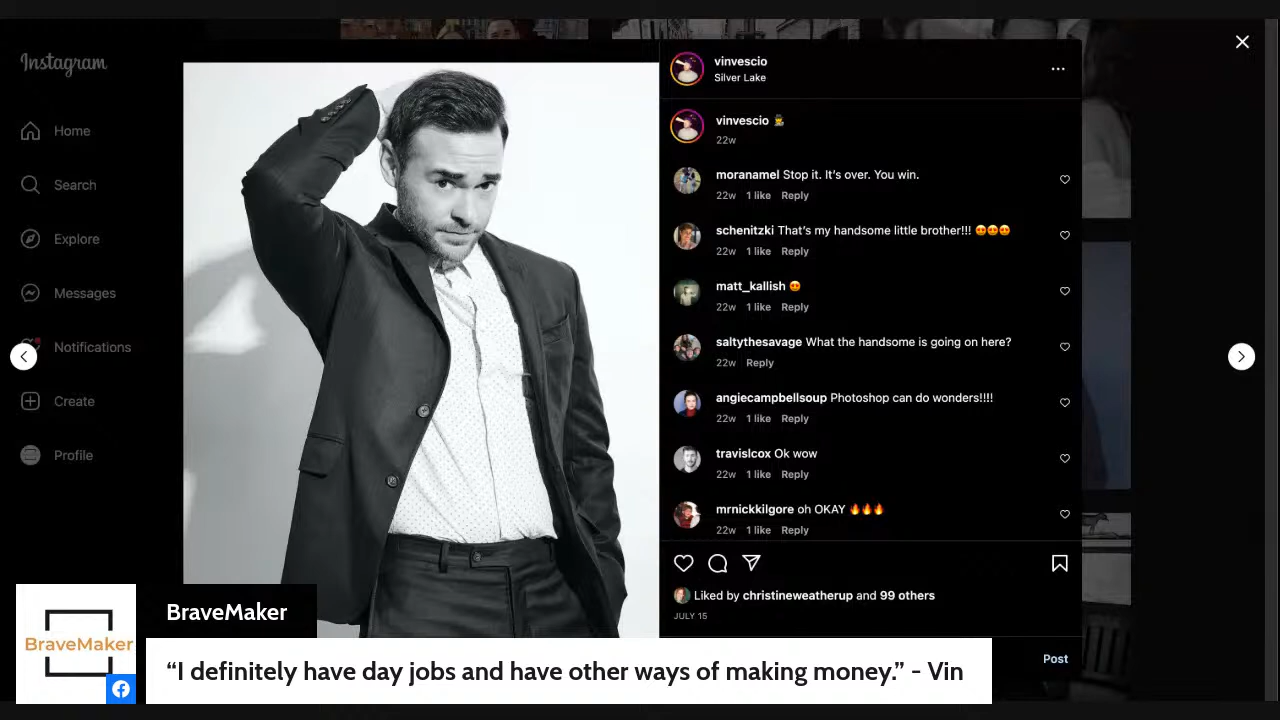 Instagram
Home
Search
Explore
Messages
Notifications
Create
Profile
vinvescio
Silver Lake
vinvescio
22w
moranamel Stop it. It's over. You win.
22w 1 like Reply
schenitzki That's my handsome little brother!!! 😍😍😍
22w 1 like Reply
matt_kallish 😍
22w 1 like Reply
saltythesavage What the handsome is going on here?
22w Reply
angiecampbellsoup Photoshop can do wonders!!!!
22w 1 like Reply
travislcox Ok wow
22w 1 like Reply
mrnickkilgore oh OKAY 🔥🔥🔥
22w 1 like Reply
Liked by christineweatherup and 99 others
JULY 15
Post
BraveMaker
BraveMaker
“I definitely have day jobs and have other ways of making money.” - Vin